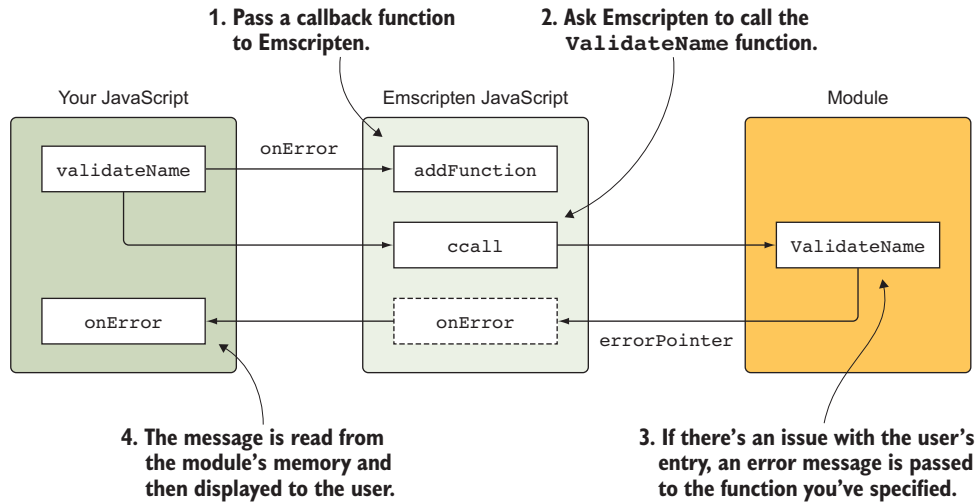 1. Pass a callback function
to Emscripten.
2. Ask Emscripten to call the
ValidateName function.
Your JavaScript
Emscripten JavaScript
Module
validateName
onError
addFunction
ccall
ValidateName
onError
onError
errorPointer
4. The message is read from
the module's memory and
then displayed to the user.
3. If there's an issue with the user's
entry, an error message is passed
to the function you've specified.